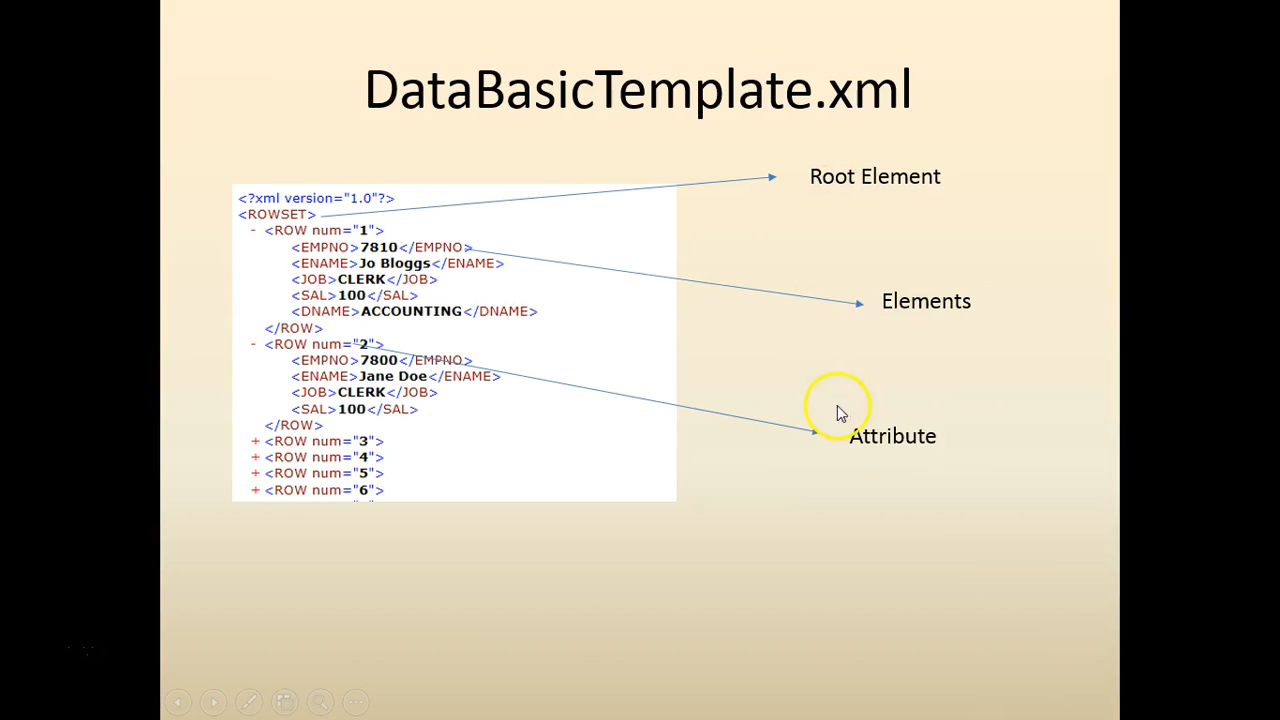 DataBasicTemplate.xml
Root Element
<?xml version="1.0"?>
<ROWSET>
- <ROW num="1">
<EMPNO>7810</EMPNO>
<ENAME>Jo Bloggs</ENAME>
<JOB>CLERK</JOB>
<SAL>100</SAL>
<DNAME>ACCOUNTING</DNAME>
</ROW>
Elements
- <ROW num="2">
<EMPNO>7800</EMPNO>
<ENAME>Jane Doe</ENAME>
<JOB>CLERK</JOB>
<SAL>100</SAL>
</ROW>
Attribute
+ <ROW num="3">
+ <ROW num="4">
+ <ROW num="5">
+ <ROW num="6">